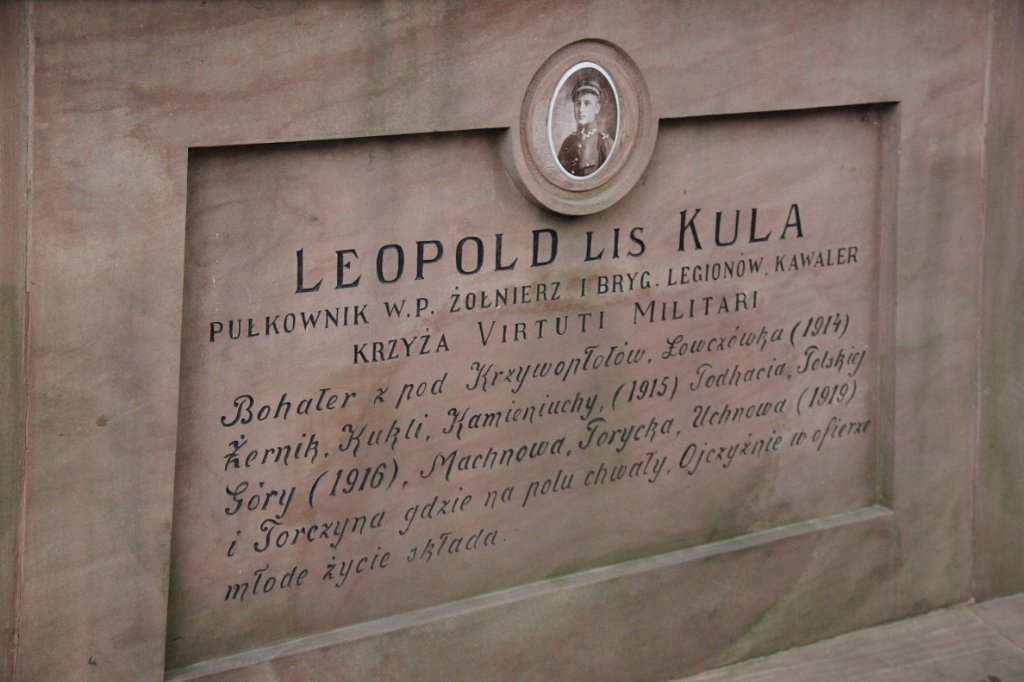 LEOPOLD LIS KULA
PUŁKOWNIK W.P. ŻOŁNIERZ I BRYG. LEGIONÓW, KAWALER
KRZYŻA VIRTUTI MILITARI
Bohater z pod Krzywopłotów, Łowczówka (1914)
Żernik, Kukli, Kamieniuchy, (1915) Podhacia, Polskiej
Góry (1916), Machnowa, Torycka, Uchnowa (1919)
i Torczyna gdzie na polu chwały, Ojczyźnie w ofierze
młode życie składa.